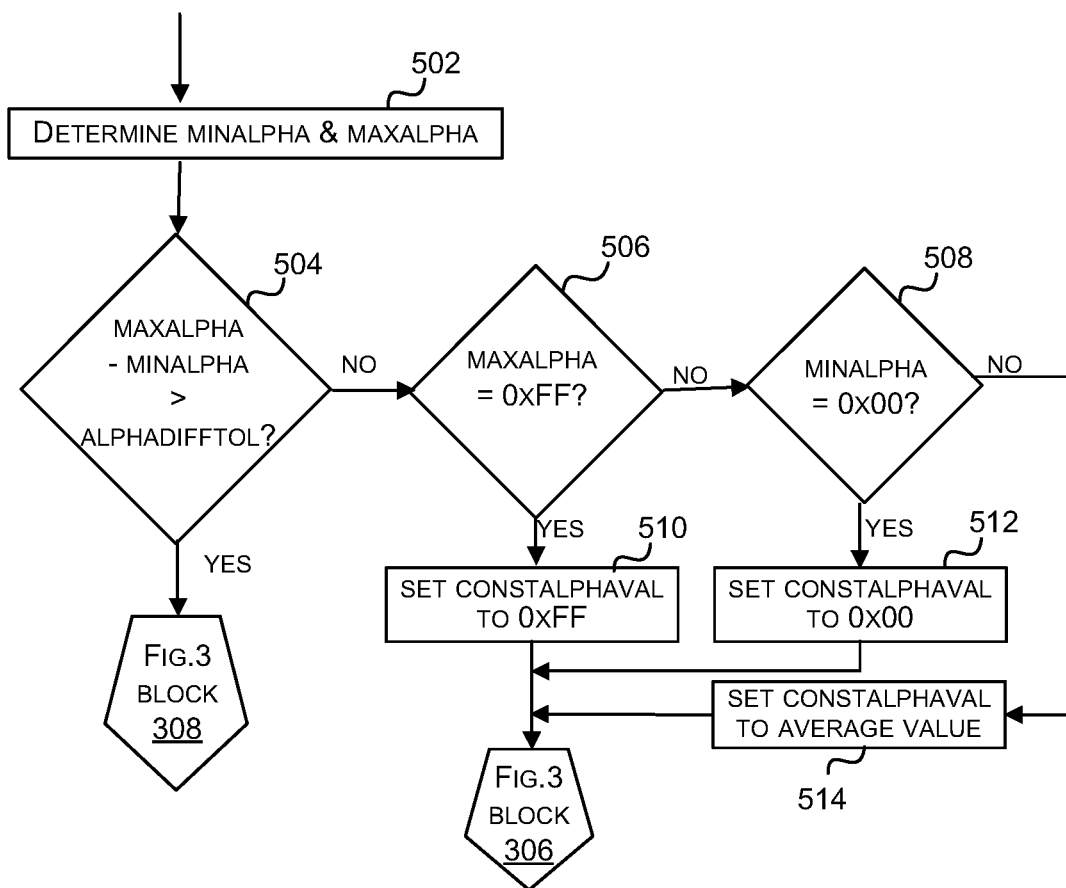 502
DETERMINE MINALPHA & MAXALPHA
504
MAXALPHA
- MINALPHA
>
ALPHADIFFTOL?
NO
YES
506
MAXALPHA
= 0XFF?
NO
YES
508
MINALPHA
= 0X00?
NO
YES
510
SET CONSTALPHAVAL
TO 0XFF
512
SET CONSTALPHAVAL
TO 0X00
SET CONSTALPHAVAL
TO AVERAGE VALUE
514
FIG.3
BLOCK
308
FIG.3
BLOCK
306